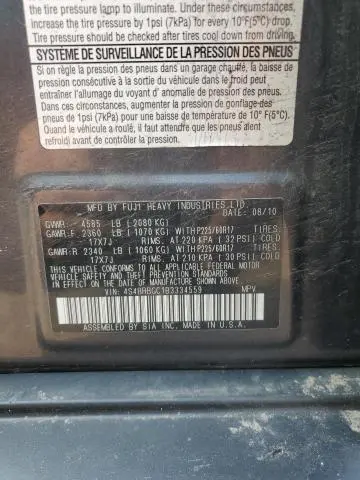 the tire pressure lamp to illuminate. Under these circumstances,
increase the tire pressure by 1psi (7kPa) for every 10°F(5°C) drop.
Tire pressure should be checked after tires cool down from driving.
SYSTÈME DE SURVEILLANCE DE LA PRESSION DES PNEUS
Si on règle la pression des pneus dans un garage chauffé, la baisse de
pression consécutive à la sortie du véhicule dans le froid peut entraîner
l'allumage du voyant d' anomalie de pression des pneus. Dans
ces circonstances, augmenter la pression de gonflage des pneus
de 1psi (7kPa) pour une baisse de température de 10° F(5°C).
Quand les pneus ont servi, attendre qu'ils aient
refroidi avant de contrôler.
MFD BY FUJI HEAVY INDUSTRIES LTD.
DATE: 08/10
GVWR: 4585 LB (2080 KG)
GAWR:F 2360 LB (1070 KG) WITH P225/60R17 TIRES,
17X7J RIMS, AT 220 KPA (32 PSI) COLD
GAWR:R 2340 LB (1060 KG) WITH P225/60R17 TIRES,
17X7J RIMS, AT 210 KPA (30 PSI) COLD
THIS VEHICLE CONFORMS TO ALL APPLICABLE FEDERAL MOTOR
VEHICLE SAFETY AND THEFT PREVENTION STANDARDS
IN EFFECT ON THE DATE OF MANUFACTURE
SHOWN ABOVE.
VIN: 4S4BRBGC1B3334559 MPV
ASSEMBLED BY SIA INC. MADE IN U.S.A.